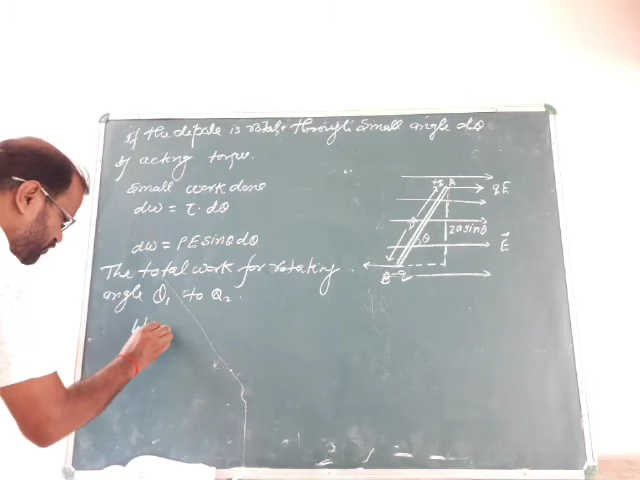 If the dipole is rotate through small angle dθ
by acting torque.
Small work done
dw = τ. dθ
dw = PE sinθ dθ
The total work for rotating
angle θ₁ to θ₂.
W
+q A
qE
2a sinθ
θ
E⃗
B -q